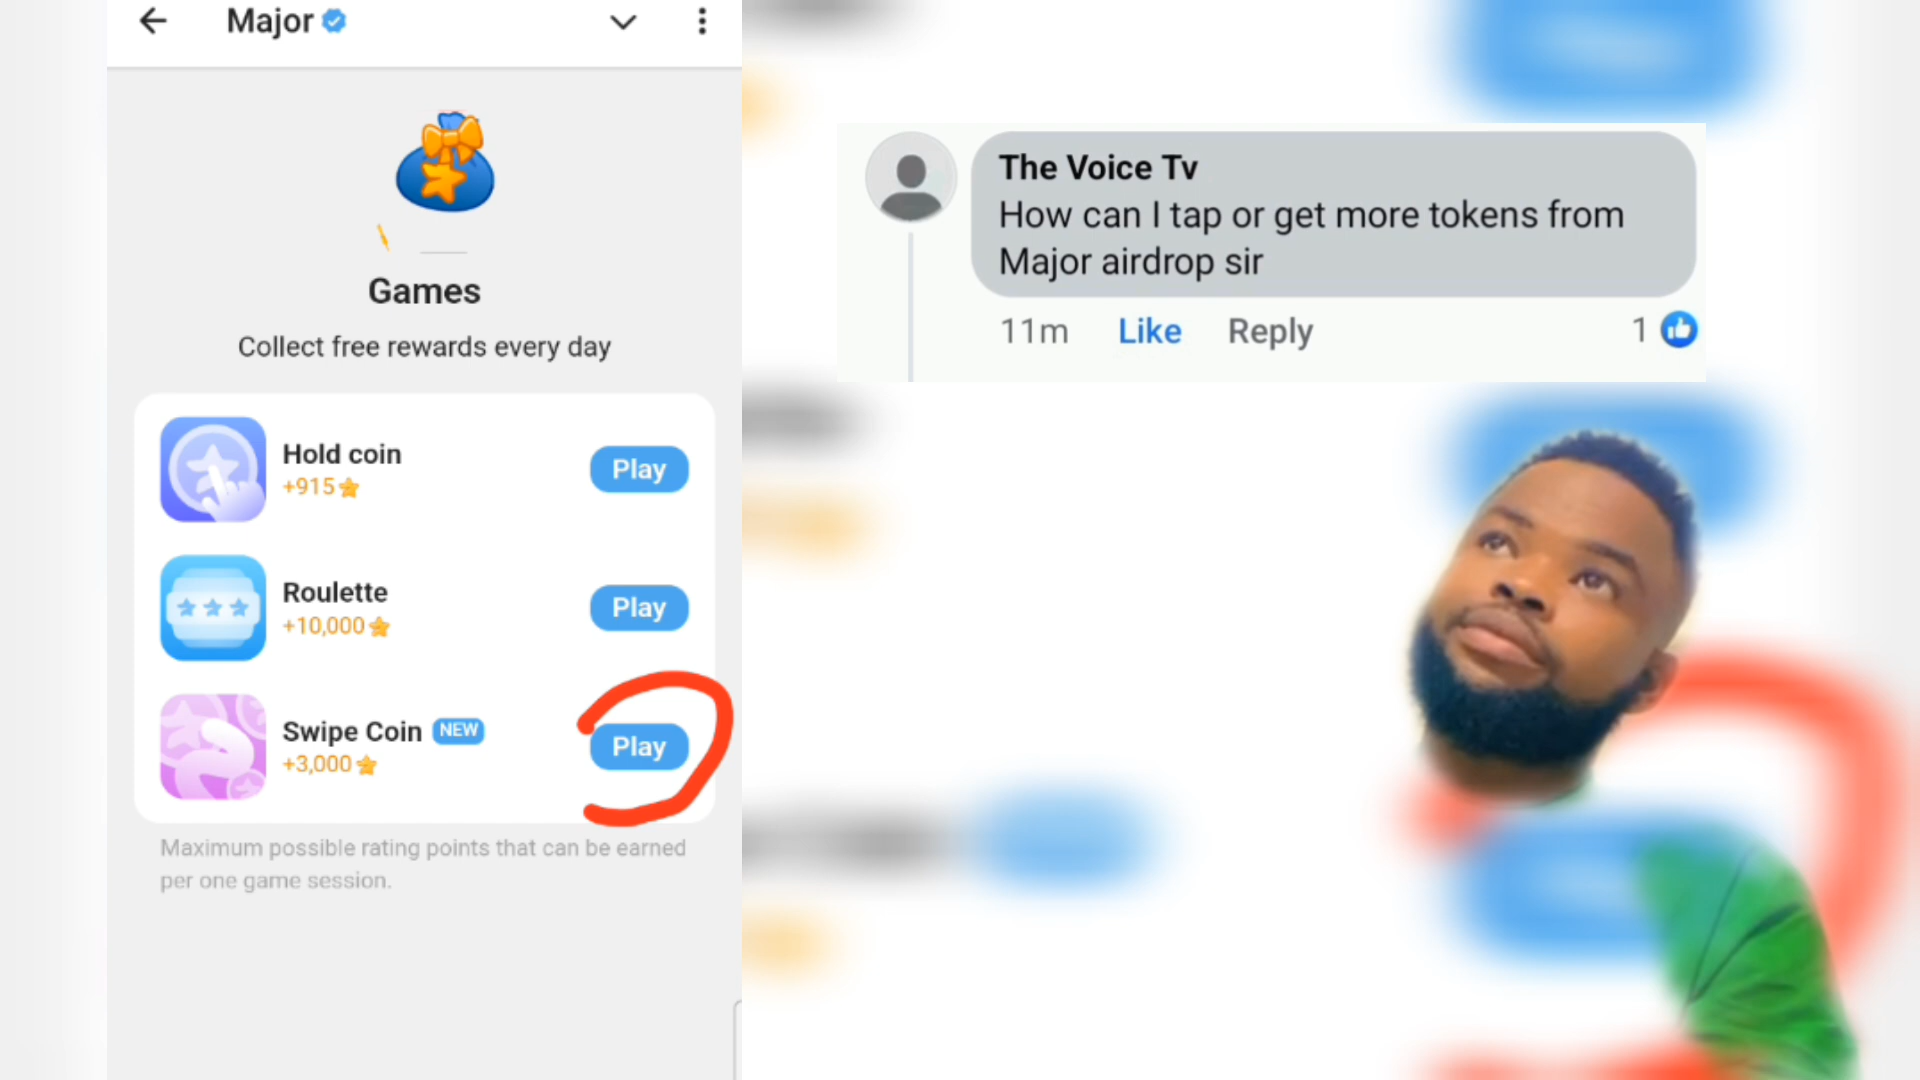 Major
Games
Collect free rewards every day
Hold coin
+915
Play
Roulette
+10,000
Play
Swipe Coin NEW
+3,000
Play
Maximum possible rating points that can be earned
per one game session.
The Voice Tv
How can I tap or get more tokens from
Major airdrop sir
11m Like Reply 1